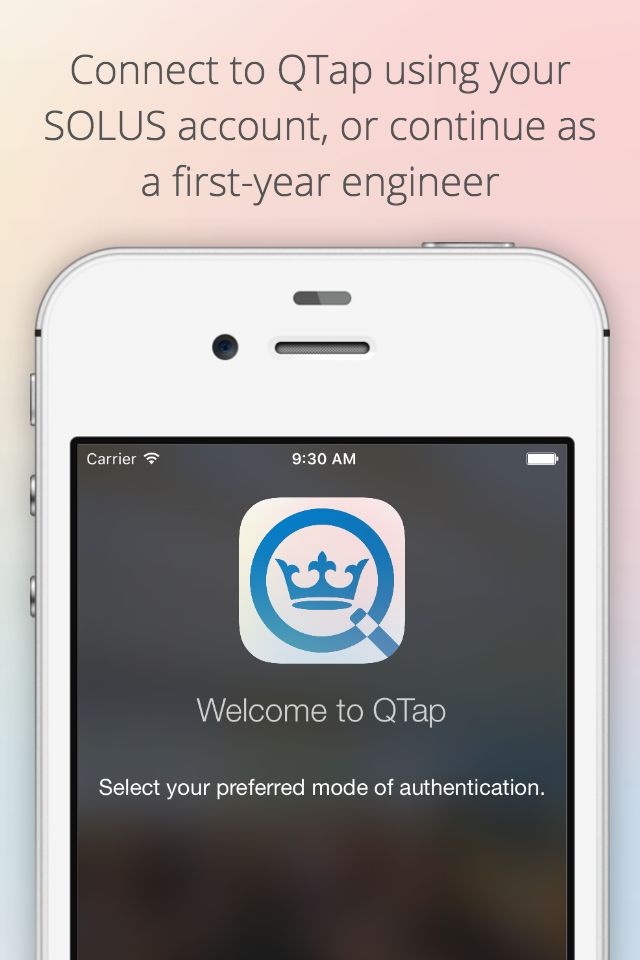 Connect to QTap using your
SOLUS account, or continue as
a first-year engineer
Carrier 9:30 AM
Welcome to QTap
Select your preferred mode of authentication.